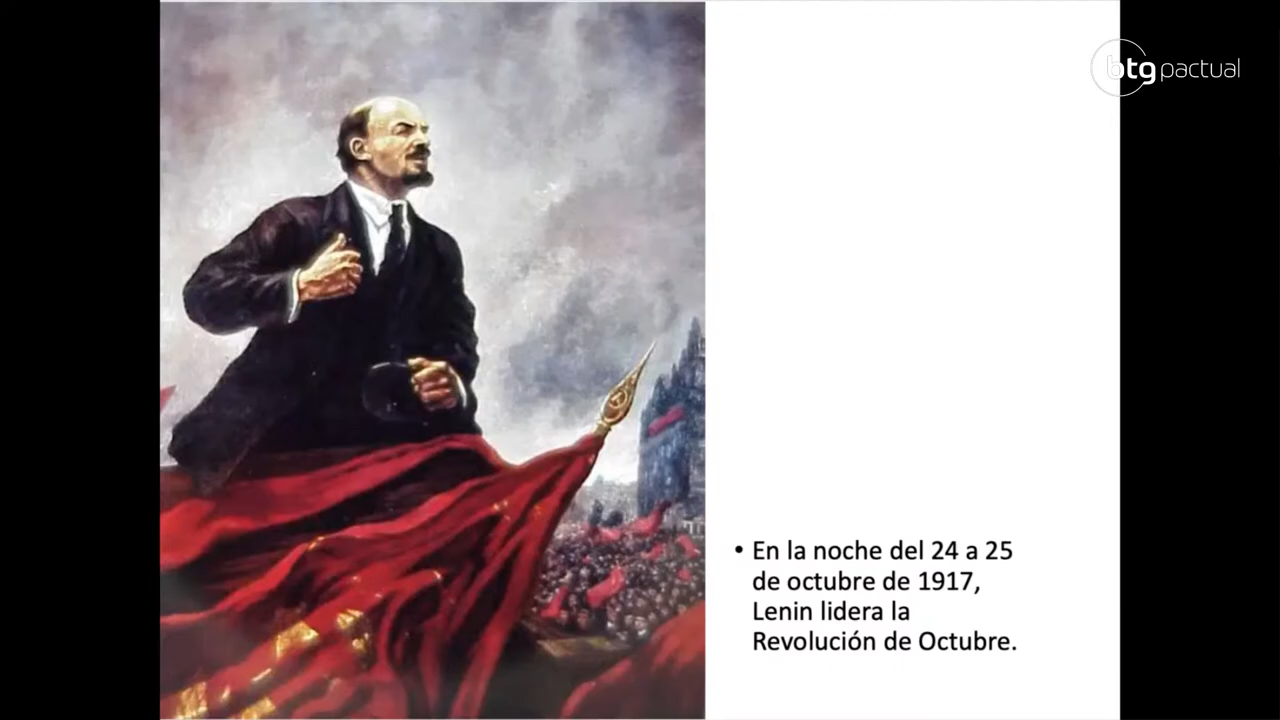 btg pactual
• En la noche del 24 a 25
de octubre de 1917,
Lenin lidera la
Revolución de Octubre.